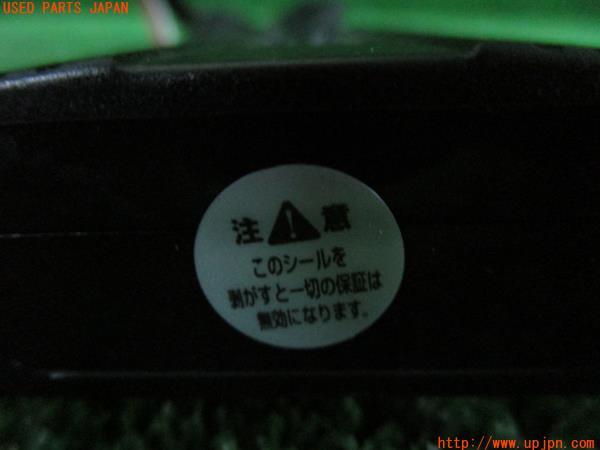 USED PARTS JAPAN
注 意
このシールを
剥がすと一切の保証は
無効になります。
http://www.upjpn.com